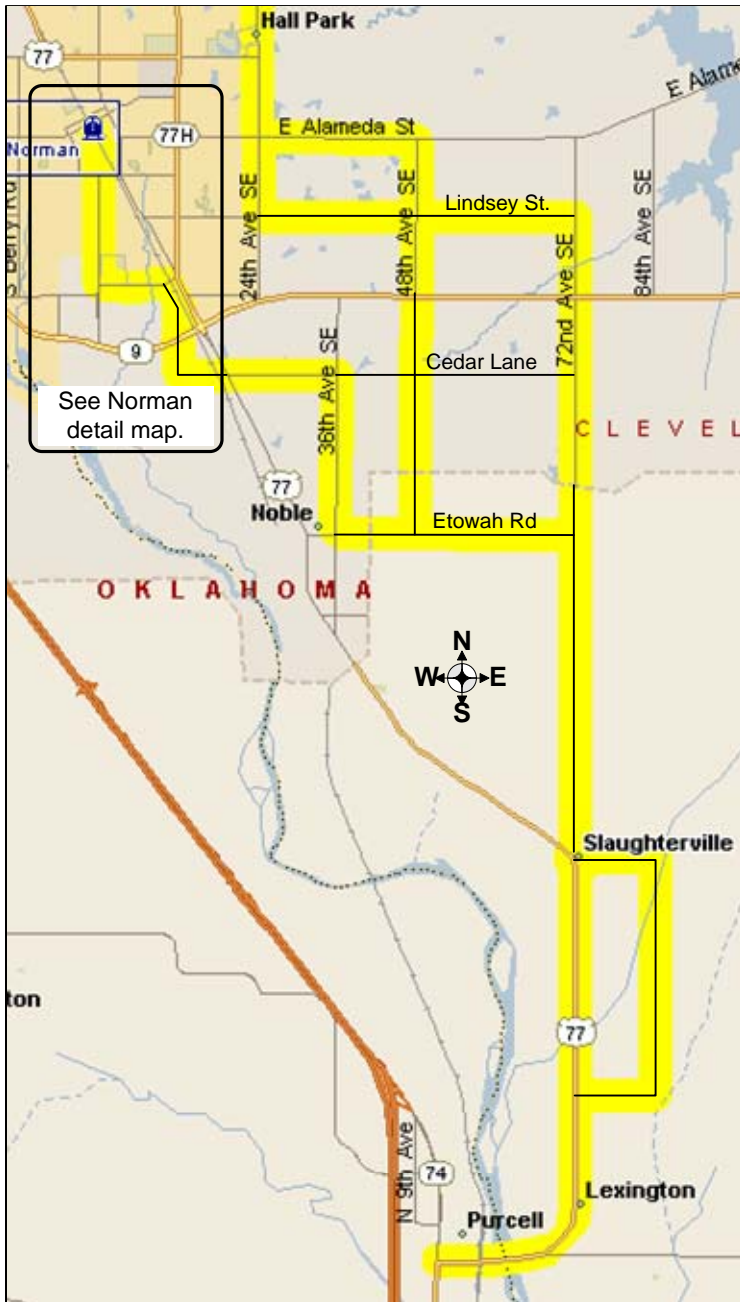 Hall Park
77
E Alame
77H
E Alameda St
Norman
S Berry Rd
24th Ave SE
Lindsey St.
48th Ave SE
72nd Ave SE
84th Ave SE
9
36th Ave SE
Cedar Lane
See Norman
detail map.
CLEVEL
77
Noble
Etowah Rd
OKLAHOMA
N
W E
S
Slaughterville
ton
77
N 9th Ave
74
Lexington
Purcell